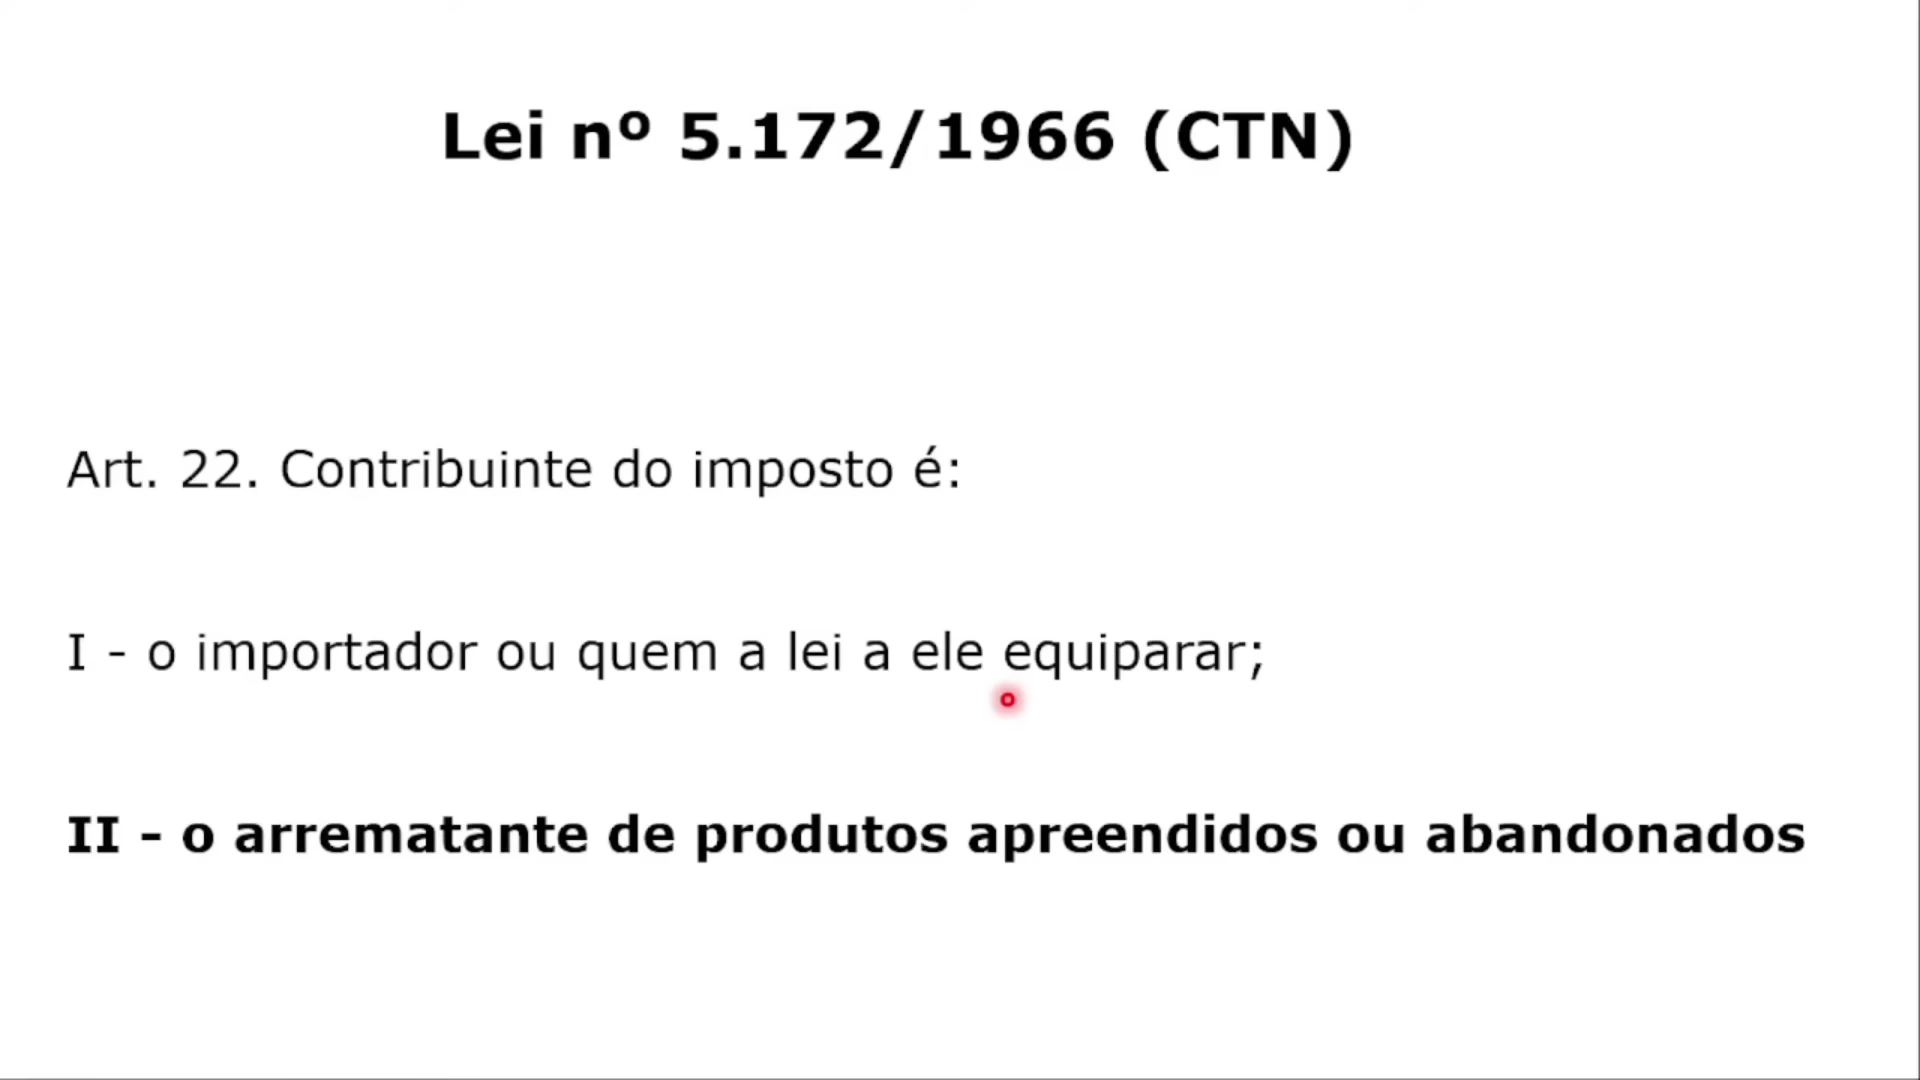 Lei nº 5.172/1966 (CTN)
Art. 22. Contribuinte do imposto é:
I - o importador ou quem a lei a ele equiparar;
II - o arrematante de produtos apreendidos ou abandonados